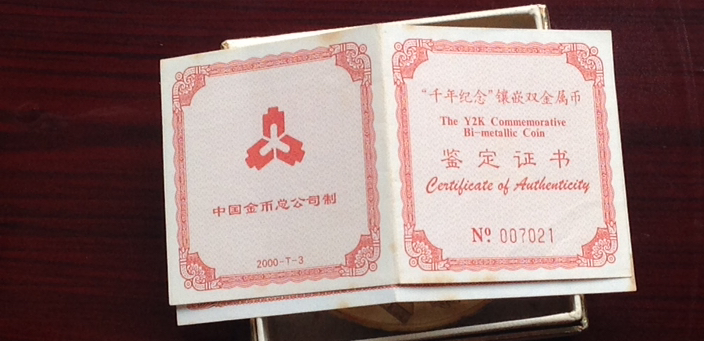 中国金币总公司制
2000-T-3
“千年纪念”镶嵌双金属币
The Y2K Commemorative
Bi-metallic Coin
鉴定证书
Certificate of Authenticity
Nº 007021